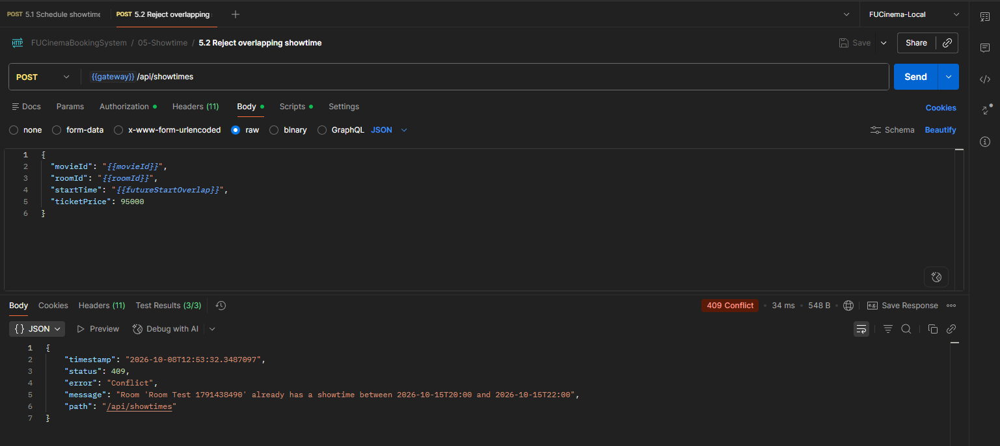 POST 5.1 Schedule showtime POST 5.2 Reject overlapping FUCinema-Local
HTTP FUCinemaBookingSystem / 05-Showtime / 5.2 Reject overlapping showtime Save Share
POST {{gateway}} /api/showtimes Send
Docs Params Authorization Headers (11) Body Scripts Settings Cookies
none form-data x-www-form-urlencoded raw binary GraphQL JSON Schema Beautify
1 {
2 "movieId": "{{movieId}}",
3 "roomId": "{{roomId}}",
4 "startTime": "{{futureStartOverlap}}",
5 "ticketPrice": 95000
6 }
Body Cookies Headers (11) Test Results (3/3) 409 Conflict 34 ms 548 B e.g. Save Response
{} JSON Preview Debug with AI
1 {
2 "timestamp": "2026-10-08T12:53:32.3487097",
3 "status": 409,
4 "error": "Conflict",
5 "message": "Room 'Room Test 1791438490' already has a showtime between 2026-10-15T20:00 and 2026-10-15T22:00",
6 "path": "/api/showtimes"
7 }